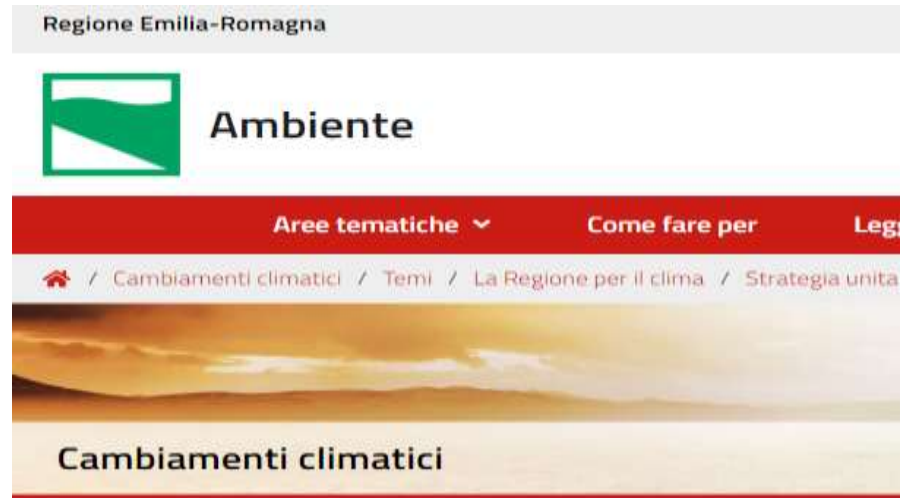 Regione Emilia-Romagna
Ambiente
Aree tematiche Come fare per Legg
/ Cambiamenti climatici / Temi / La Regione per il clima / Strategia unita
Cambiamenti climatici